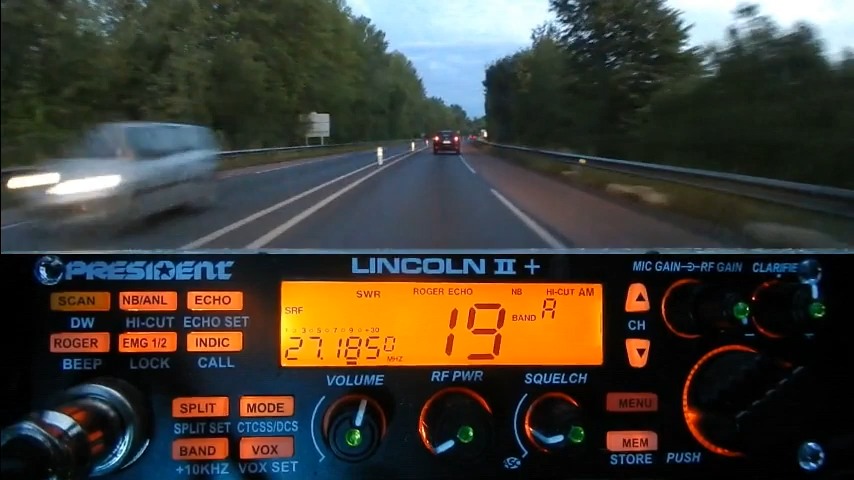 PRESIDENT
LINCOLN II +
MIC GAIN RF GAIN CLARIFIE
SCAN NB/ANL ECHO
DW HI-CUT ECHO SET
ROGER EMG 1/2 INDIC
BEEP LOCK CALL
SWR ROGER ECHO NB HI-CUT AM
SRF
19 BAND A
27.1850 MHZ
CH
VOLUME RF PWR SQUELCH
SPLIT MODE
SPLIT SET CTCSS/DCS
BAND VOX
+10KHZ VOX SET
MENU
MEM
STORE PUSH